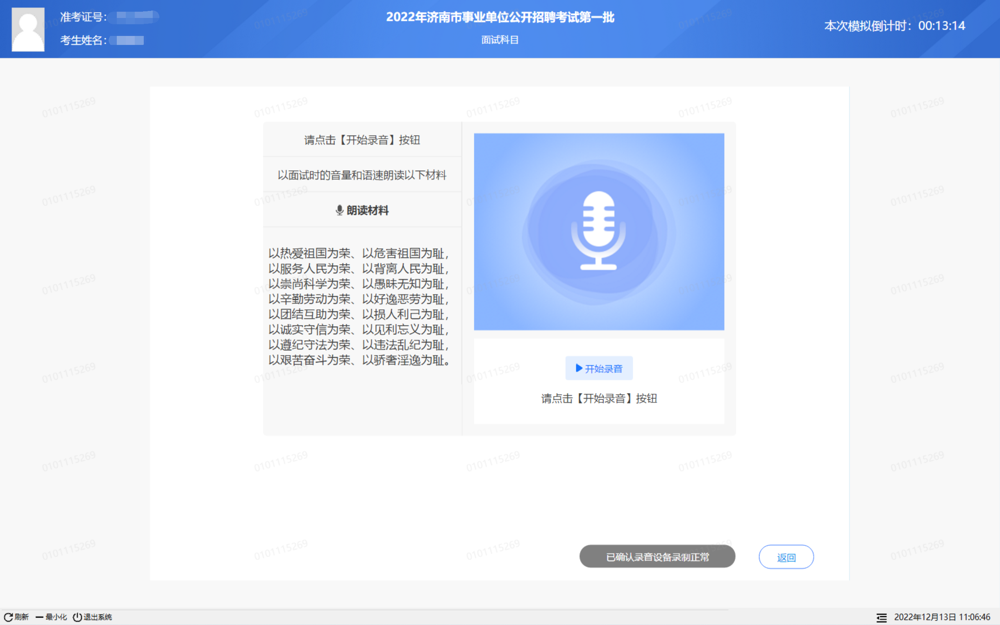 准考证号:
考生姓名:
2022年济南市事业单位公开招聘考试第一批
面试科目
本次模拟倒计时：00:13:14
请点击【开始录音】按钮
以面试时的音量和语速朗读以下材料
朗读材料
以热爱祖国为荣、以危害祖国为耻，
以服务人民为荣、以背离人民为耻，
以崇尚科学为荣、以愚昧无知为耻，
以辛勤劳动为荣、以好逸恶劳为耻，
以团结互助为荣、以损人利己为耻，
以诚实守信为荣、以见利忘义为耻，
以遵纪守法为荣、以违法乱纪为耻，
以艰苦奋斗为荣、以骄奢淫逸为耻。
开始录音
请点击【开始录音】按钮
已确认录音设备录制正常
返回
刷新 最小化 退出系统
2022年12月13日 11:06:46
0101115269